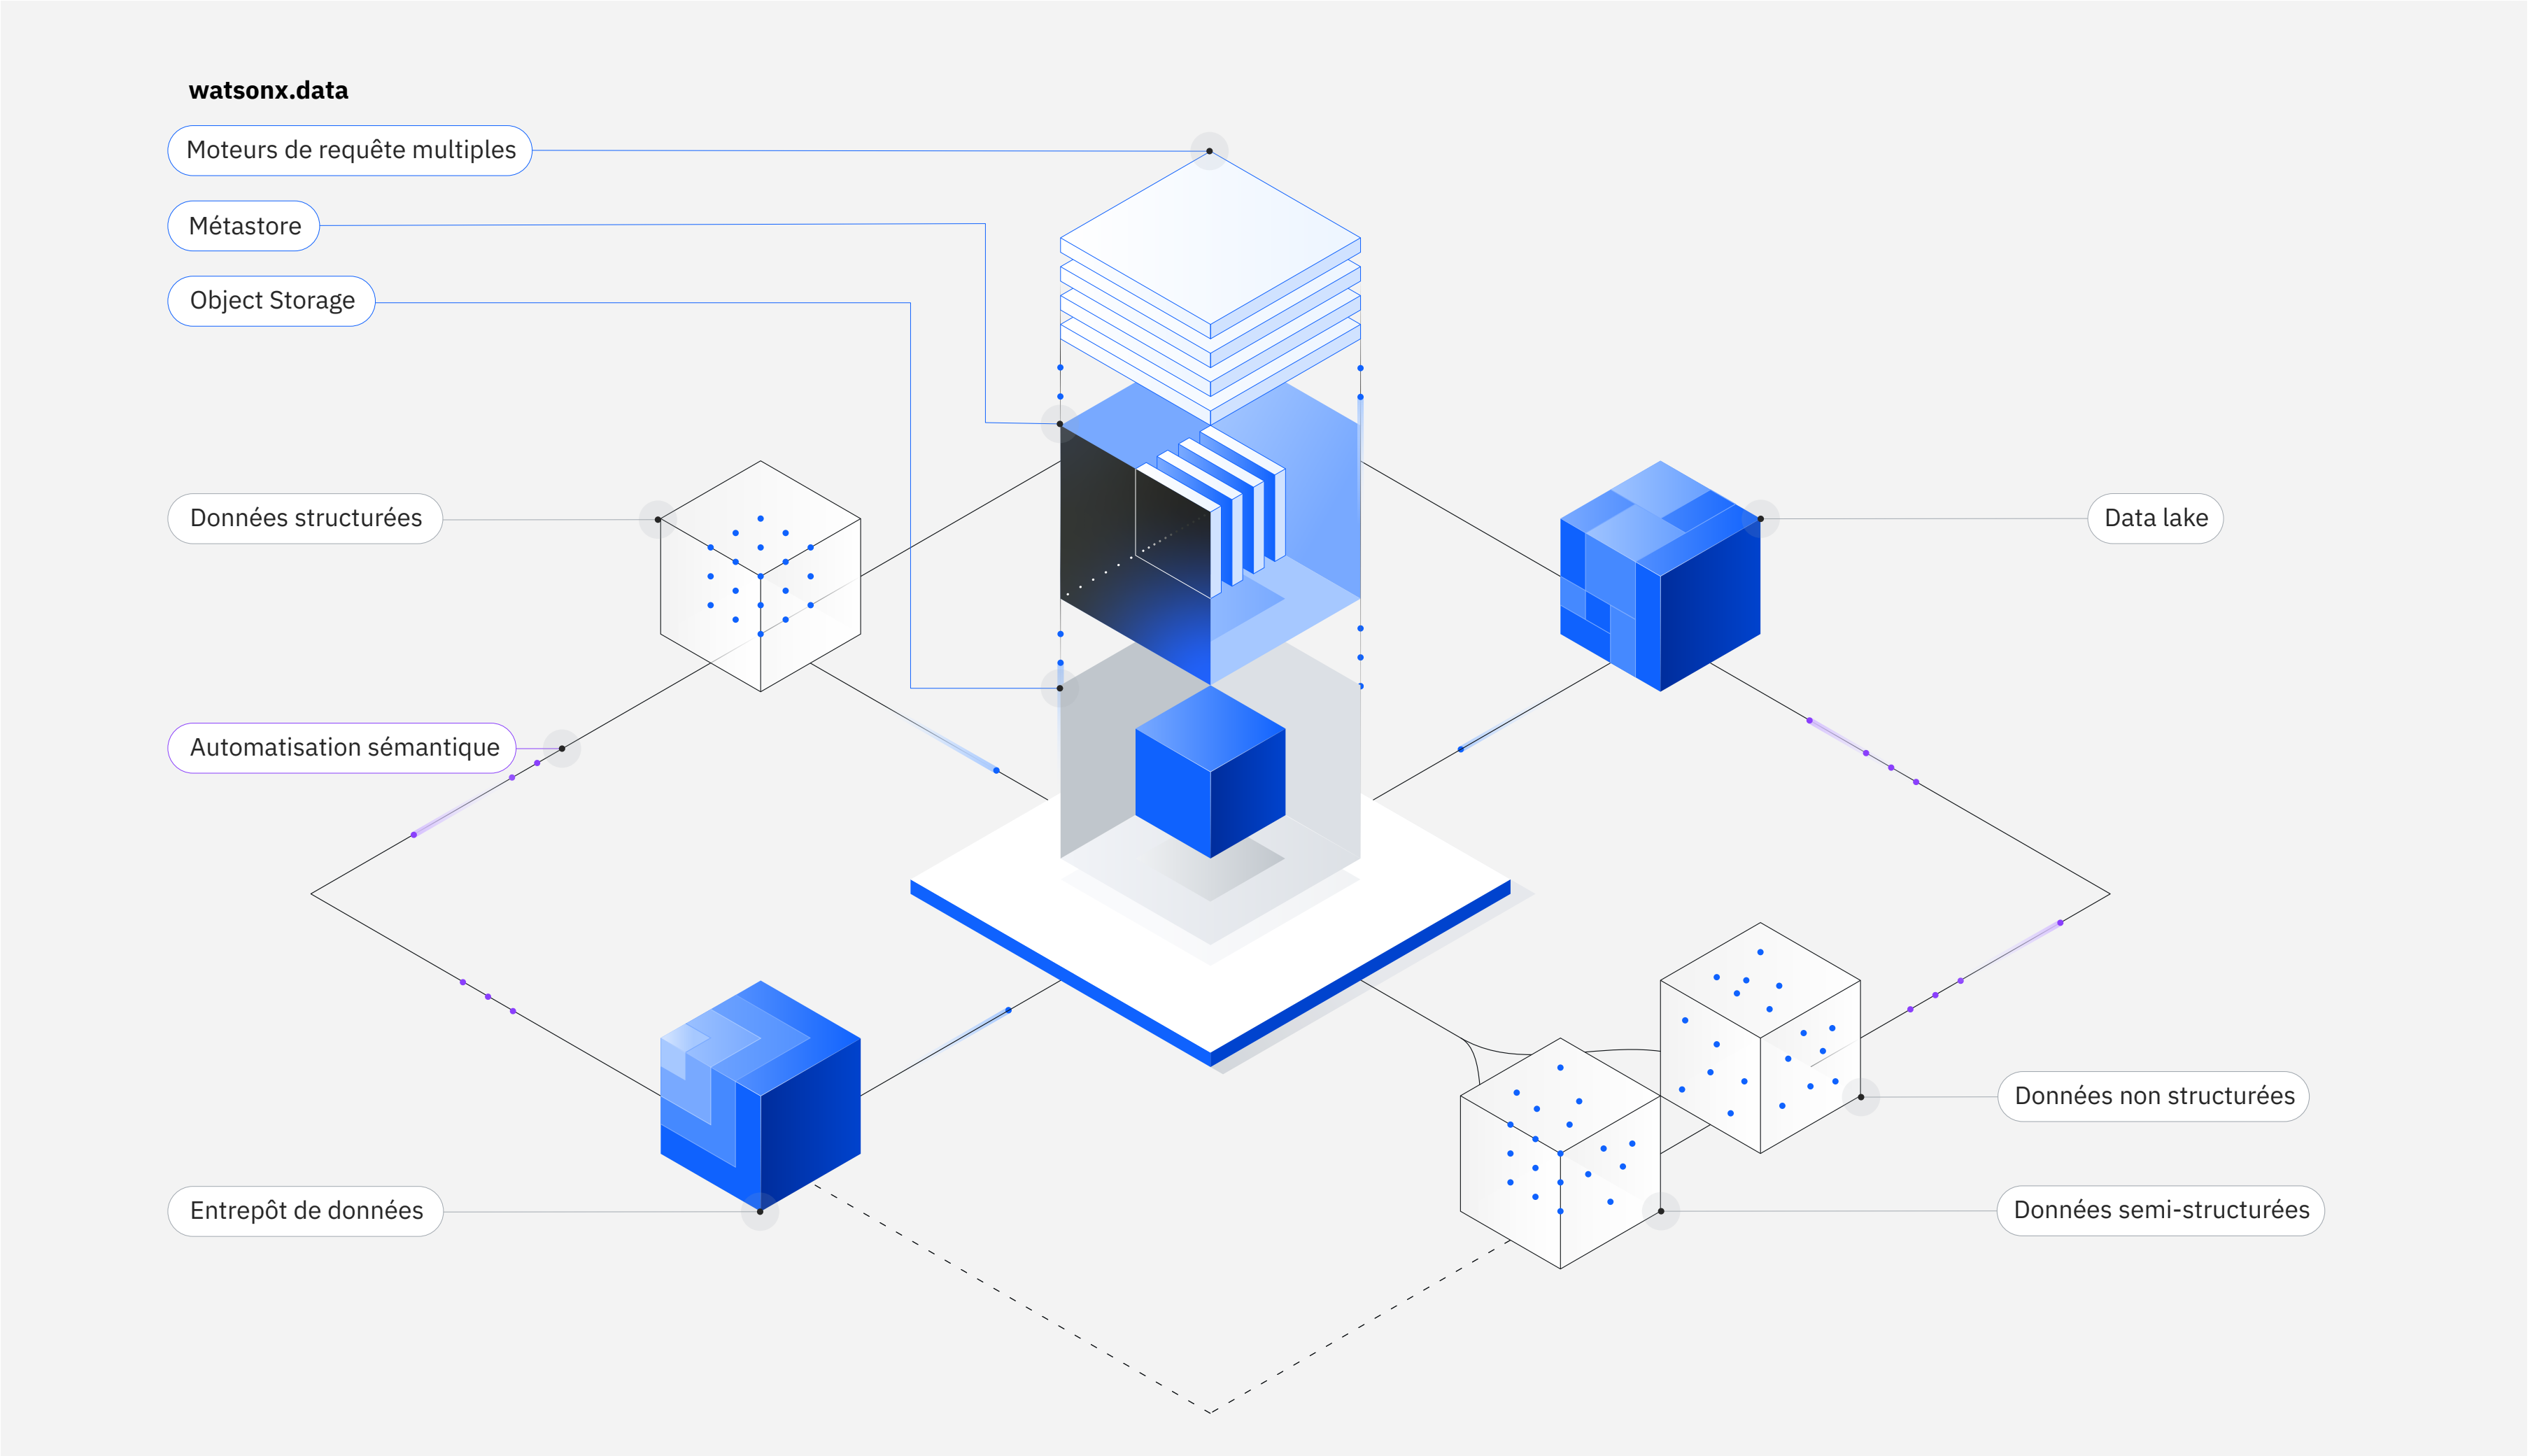 watsonx.data
Moteurs de requête multiples
Métastore
Object Storage
Données structurées
Data lake
Automatisation sémantique
Données non structurées
Entrepôt de données
Données semi-structurées